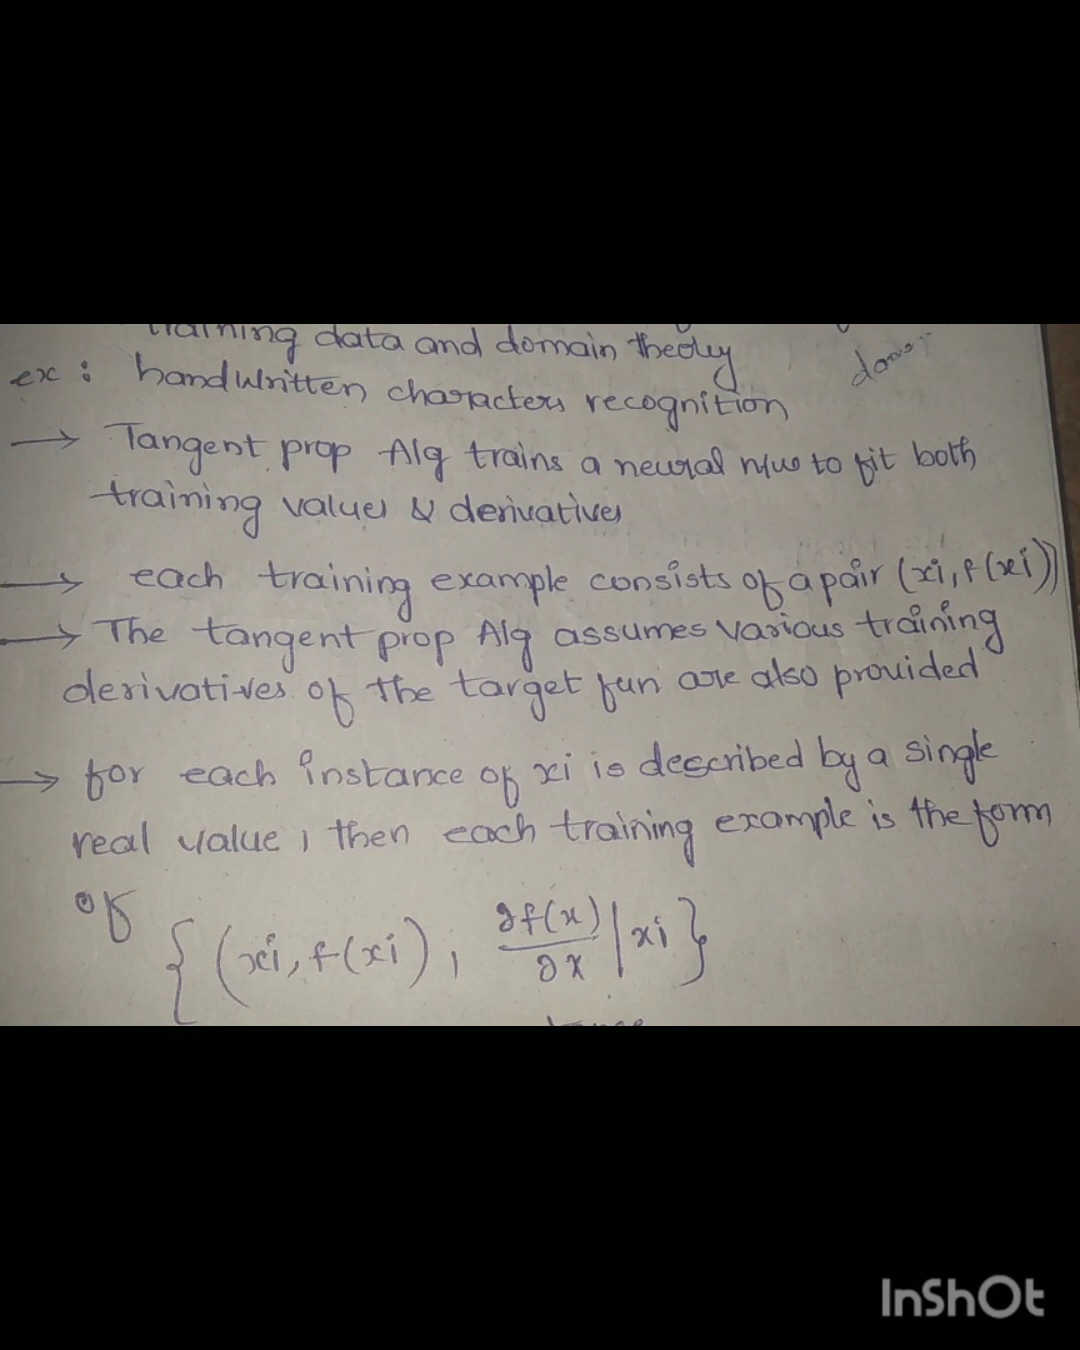 training data and domain theory
ex : handwritten characters recognition
→ Tangent prop Alg trains a neural n/w to fit both
training values & derivatives
→ each training example consists of a pair (xi, f(xi))
→ The tangent prop Alg assumes various training
derivatives of the target fun are also provided
→ for each instance of xi is described by a single
real value, then each training example is the form
of
{(xi, f(xi), ∂f(x)/∂x | xi}
InShOt